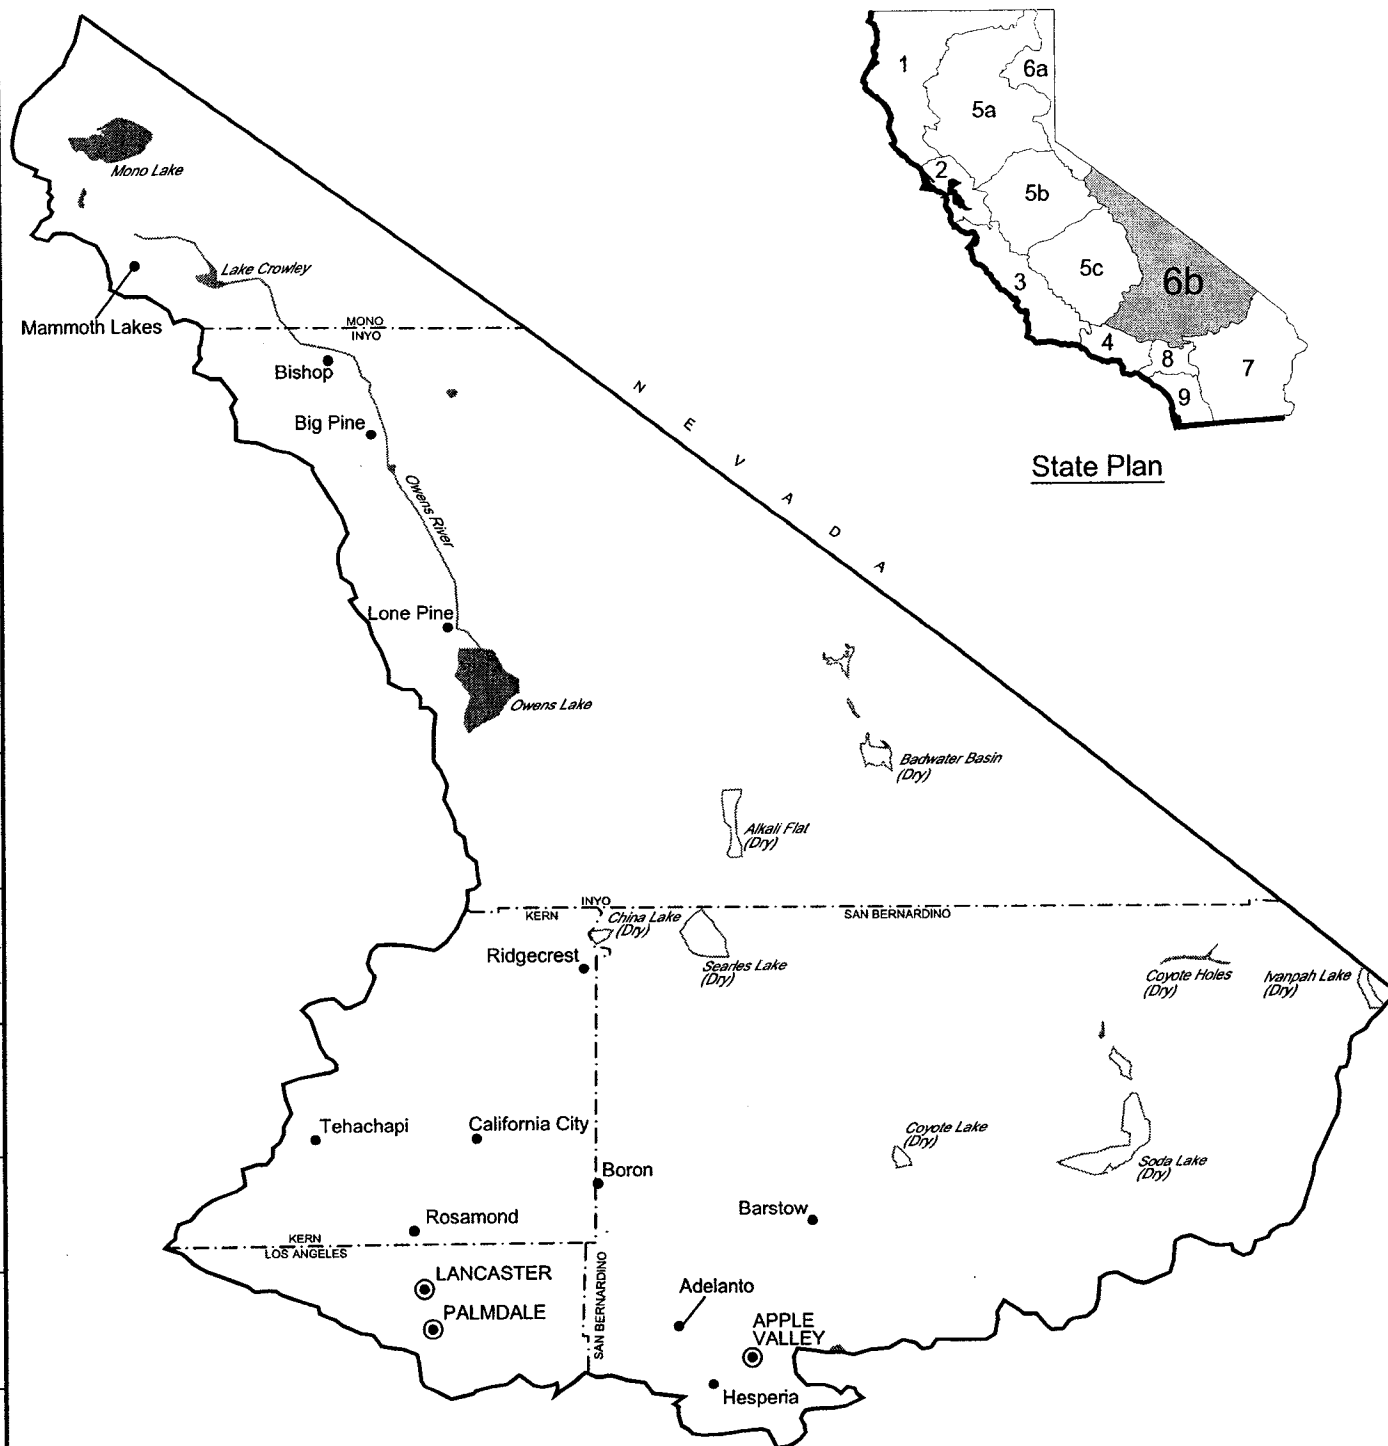 1
6a
5a
2
5b
5c
6b
3
4
8
7
9
State Plan
Mono Lake
Lake Crowley
Mammoth Lakes
MONO
INYO
Bishop
Big Pine
Owens River
NEVADA
Lone Pine
Owens Lake
Badwater Basin
(Dry)
Alkali Flat
(Dry)
INYO
KERN
SAN BERNARDINO
China Lake
(Dry)
Ridgecrest
Searles Lake
(Dry)
Coyote Holes
(Dry)
Ivanpah Lake
(Dry)
Tehachapi
California City
Coyote Lake
(Dry)
Soda Lake
(Dry)
Boron
Barstow
Rosamond
KERN
LOS ANGELES
SAN BERNARDINO
LANCASTER
PALMDALE
Adelanto
APPLE
VALLEY
Hesperia